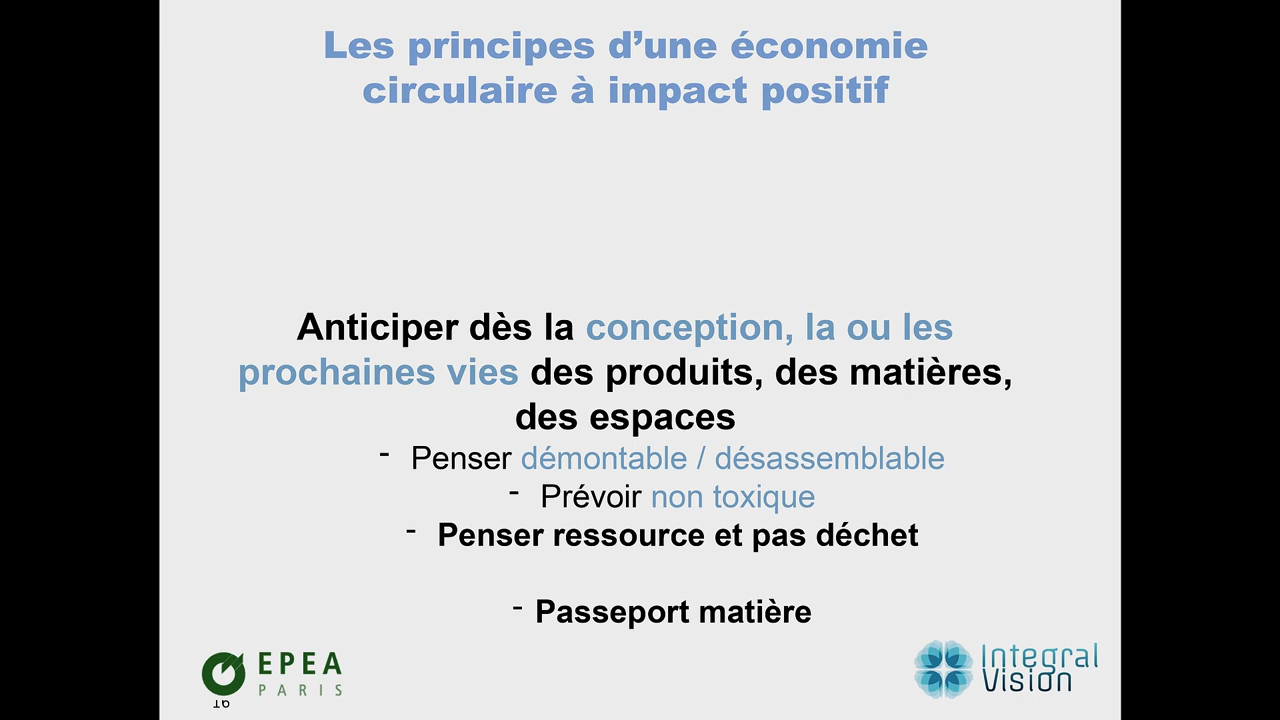 Les principes d’une économie
circulaire à impact positif
Anticiper dès la conception, la ou les
prochaines vies des produits, des matières,
des espaces
- Penser démontable / désassemblable
- Prévoir non toxique
- Penser ressource et pas déchet
- Passeport matière
EPEA
PARIS
Integral
Vision